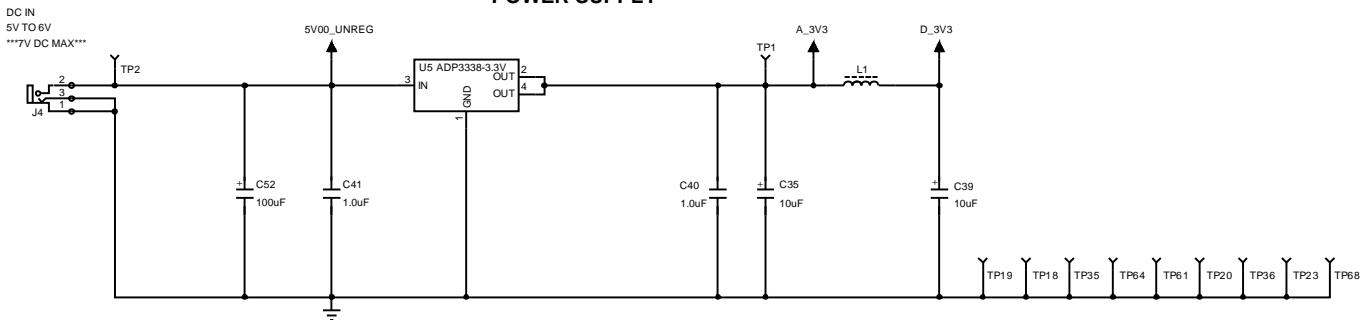 DC IN
5V TO 6V
***7V DC MAX***
5V00_UNREG
A_3V3
D_3V3
TP2
TP1
L1
U5 ADP3338-3.3V
3
IN
OUT
2
OUT
4
GND
1
2
3
1
J4
+
C52
100uF
C41
1.0uF
C40
1.0uF
+
C35
10uF
+
C39
10uF
TP19
TP18
TP35
TP64
TP61
TP20
TP36
TP23
TP68